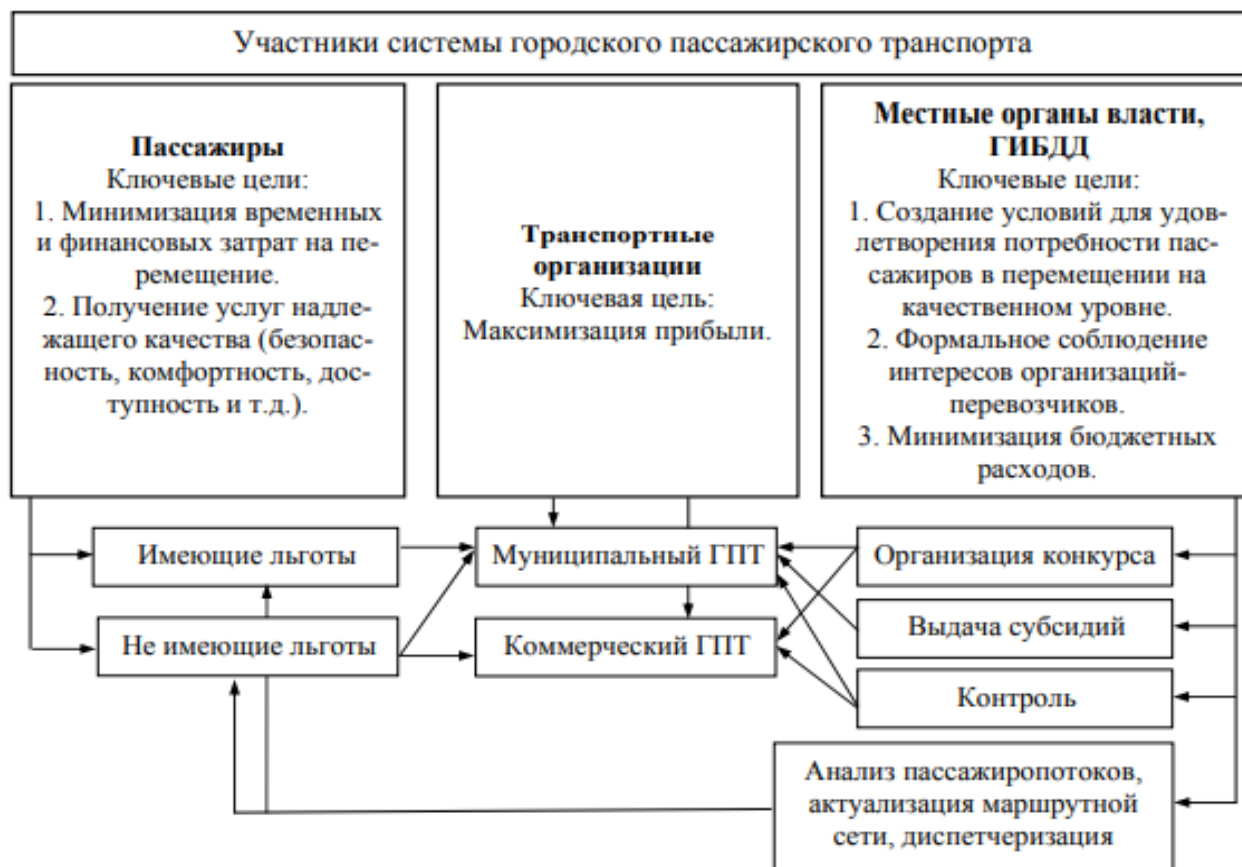 Участники системы городского пассажирского транспорта
Пассажиры
Ключевые цели:
1. Минимизация временных
и финансовых затрат на пе-
ремещение.
2. Получение услуг надле-
жащего качества (безопас-
ность, комфортность, дос-
тупность и т.д.).
Транспортные
организации
Ключевая цель:
Максимизация прибыли.
Местные органы власти,
ГИБДД
Ключевые цели:
1. Создание условий для удов-
летворения потребности пас-
сажиров в перемещении на
качественном уровне.
2. Формальное соблюдение
интересов организаций-
перевозчиков.
3. Минимизация бюджетных
расходов.
Имеющие льготы
Муниципальный ГПТ
Организация конкурса
Не имеющие льготы
Коммерческий ГПТ
Выдача субсидий
Контроль
Анализ пассажиропотоков,
актуализация маршрутной
сети, диспетчеризация